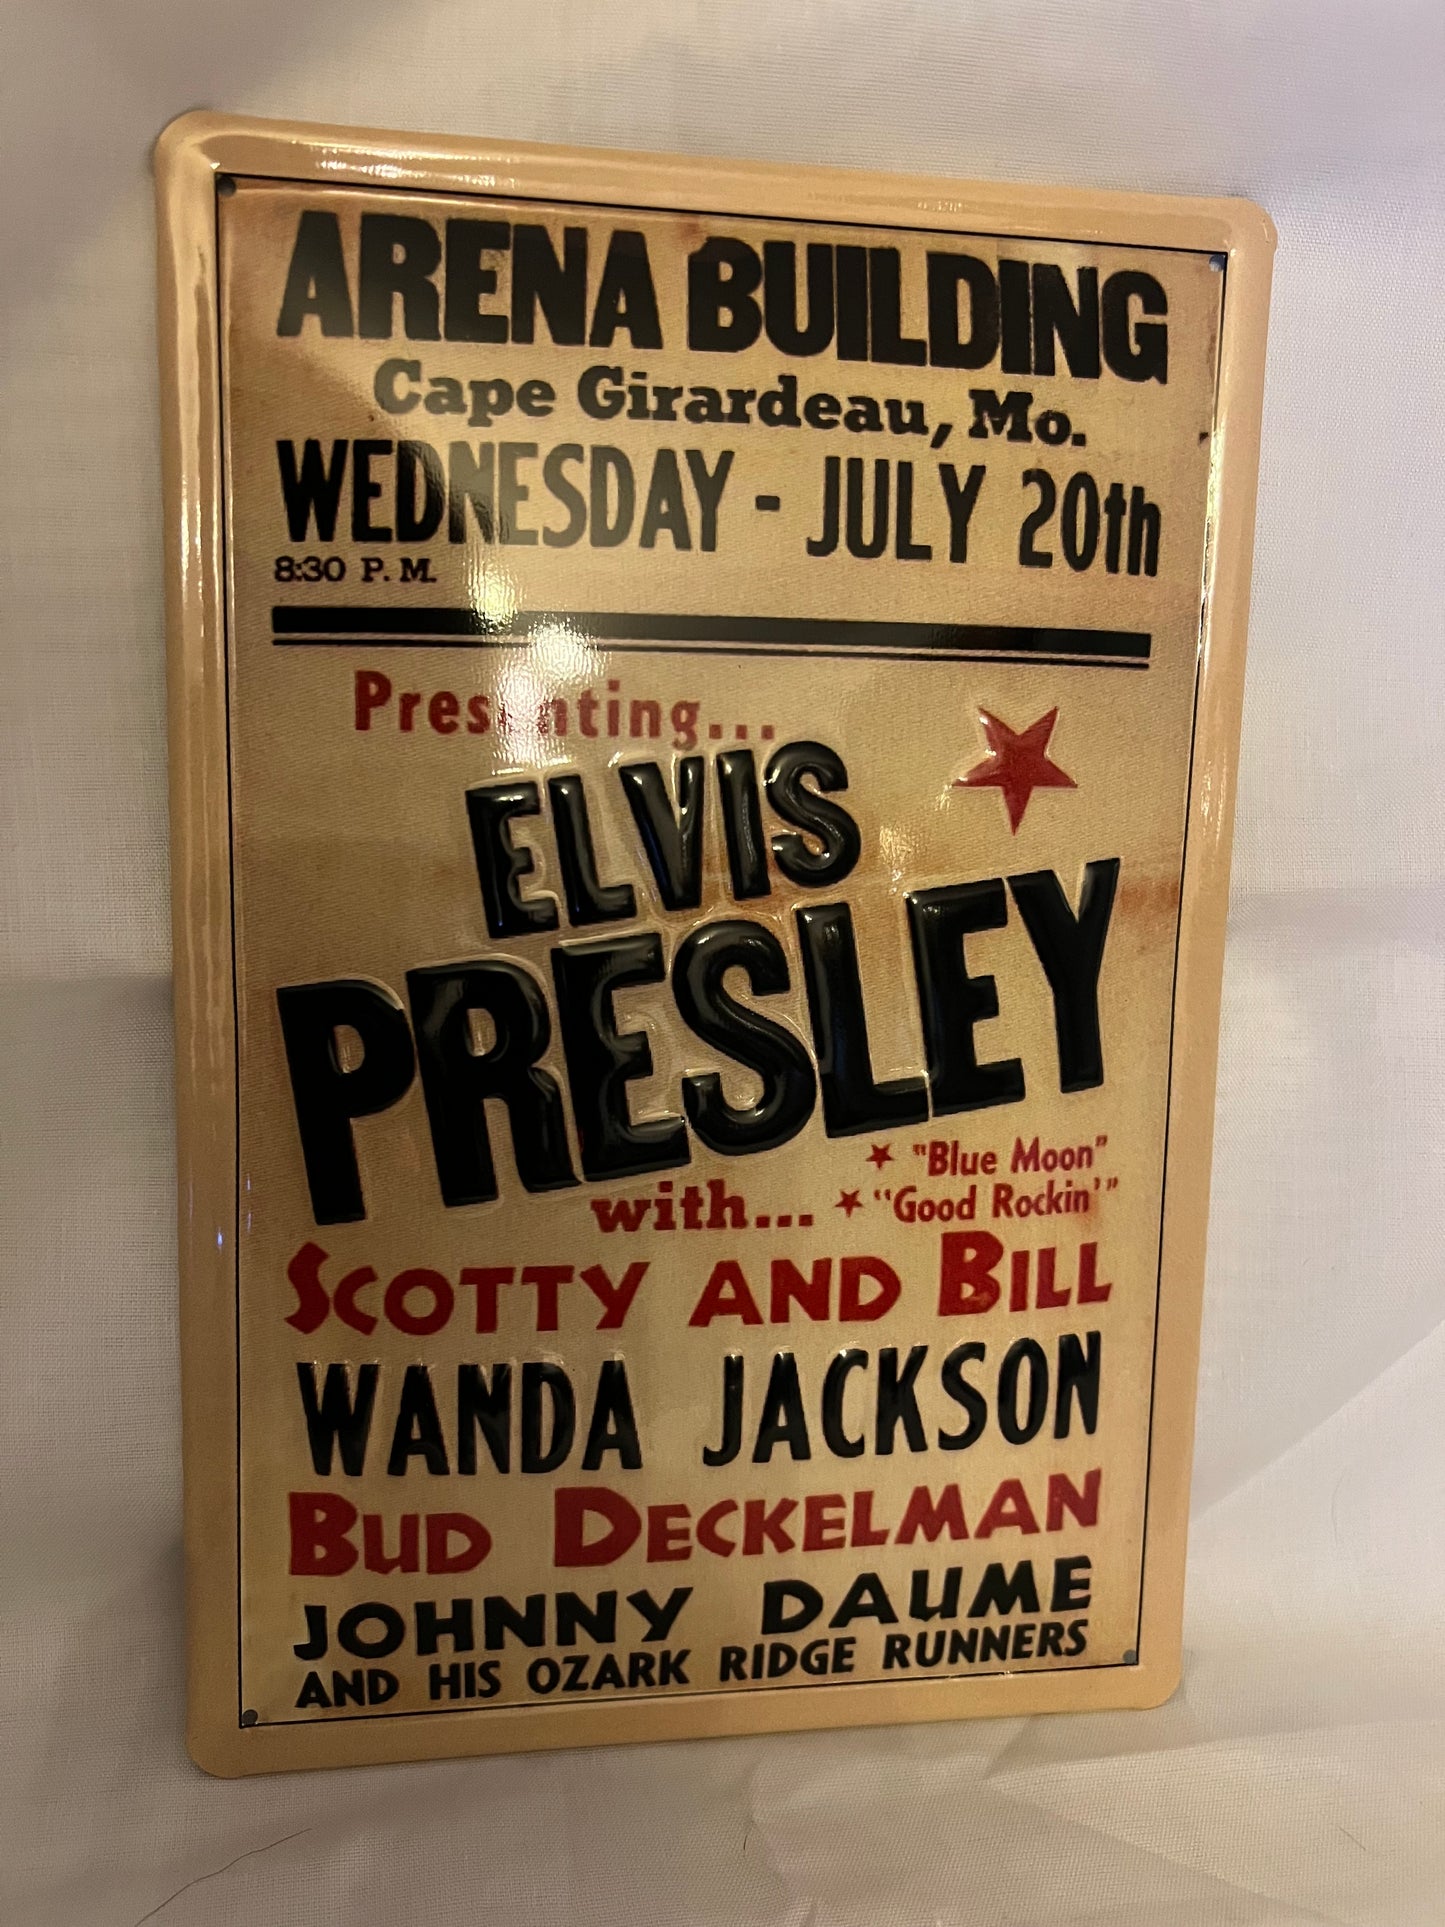 ARENA BUILDING
Cape Girardeau, Mo.
WEDNESDAY - JULY 20th
8:30 P. M.
Presenting...
ELVIS
PRESLEY
with...
★ "Blue Moon"
★ "Good Rockin'"
SCOTTY AND BILL
WANDA JACKSON
BUD DECKELMAN
JOHNNY DAUME
AND HIS OZARK RIDGE RUNNERS